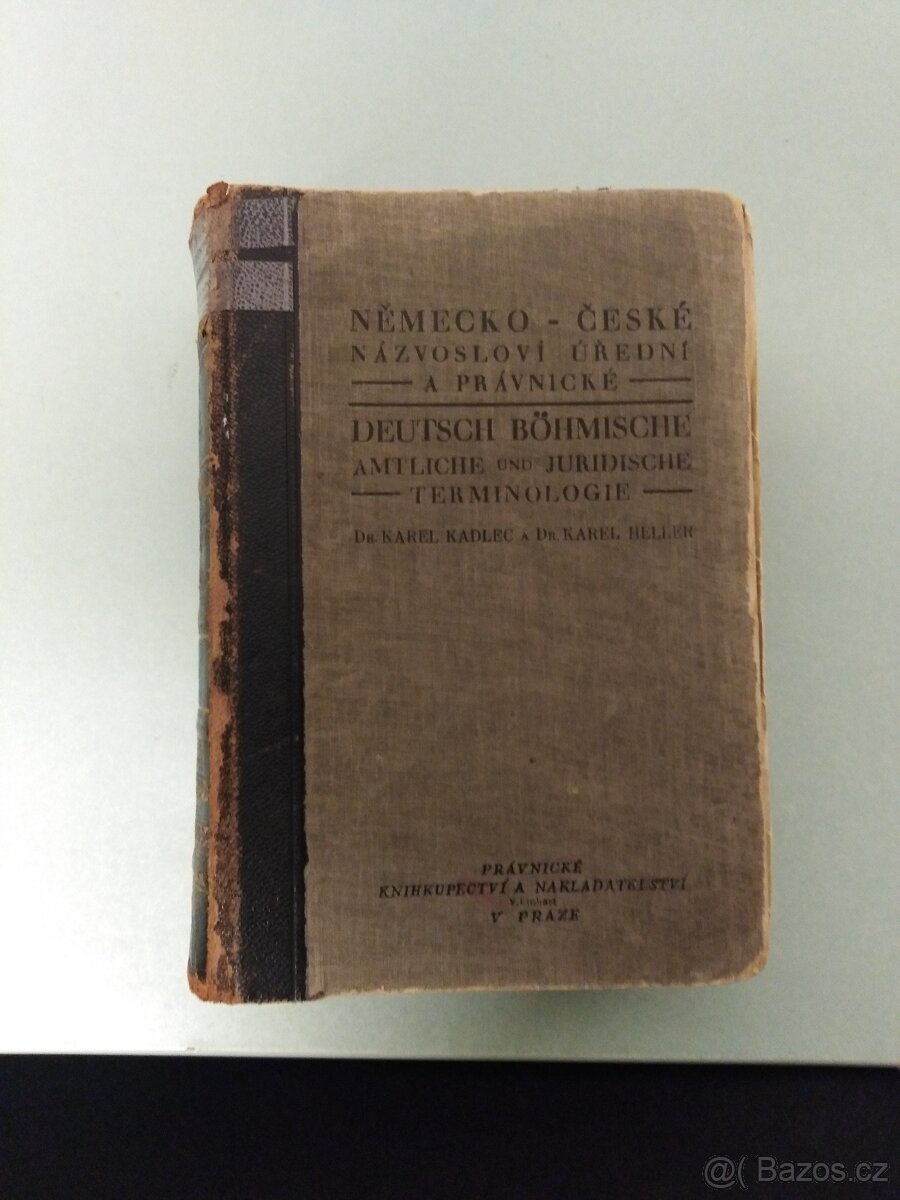 NĚMECKO - ČESKÉ
NÁZVOSLOVÍ ÚŘEDNÍ
A PRÁVNICKÉ
DEUTSCH BÖHMISCHE
AMTLICHE UND JURIDISCHE
TERMINOLOGIE
DR. KAREL KADLEC A DR. KAREL HELLER
PRÁVNICKÉ
KNIHKUPECTVÍ A NAKLADATELSTVÍ
V. Linhart
V PRAZE
@( Bazos.cz